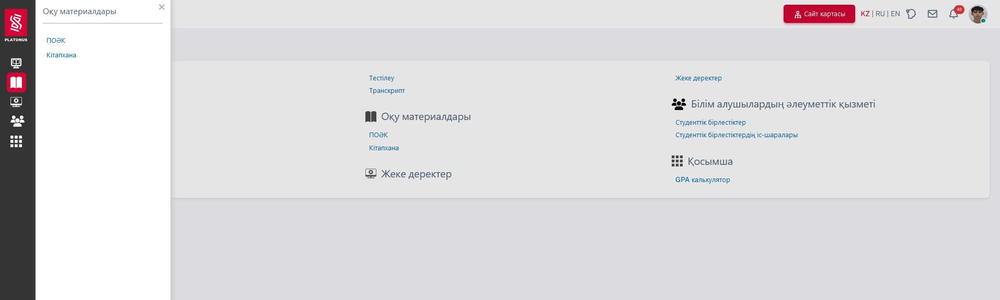 PLATONUS
Оқу материалдары
ПОӘК
Кітапхана
Сайт картасы
KZ | RU | EN
41
Тестілеу
Транскрипт
Оқу материалдары
ПОӘК
Кітапхана
Жеке деректер
Жеке деректер
Білім алушылардың әлеуметтік қызметі
Студенттік бірлестіктер
Студенттік бірлестіктердің іс-шаралары
Қосымша
GPA калькулятор